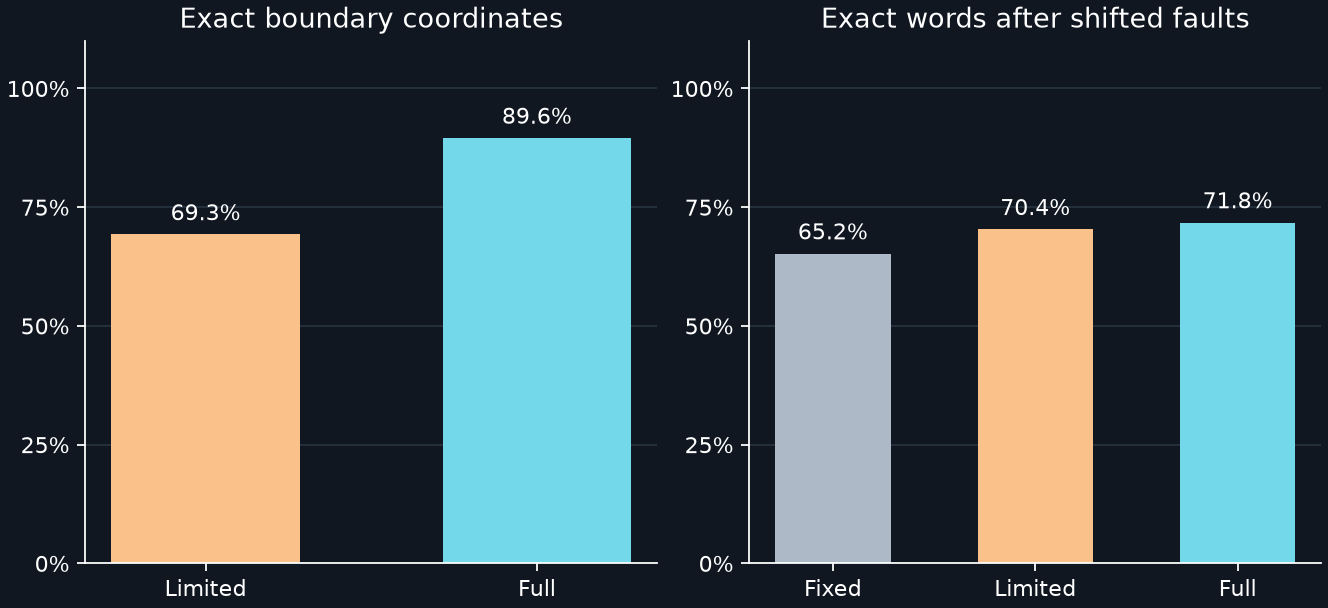 Exact boundary coordinates
100%
75%
50%
25%
0%
69.3%
89.6%
Limited
Full
Exact words after shifted faults
100%
75%
50%
25%
0%
65.2%
70.4%
71.8%
Fixed
Limited
Full